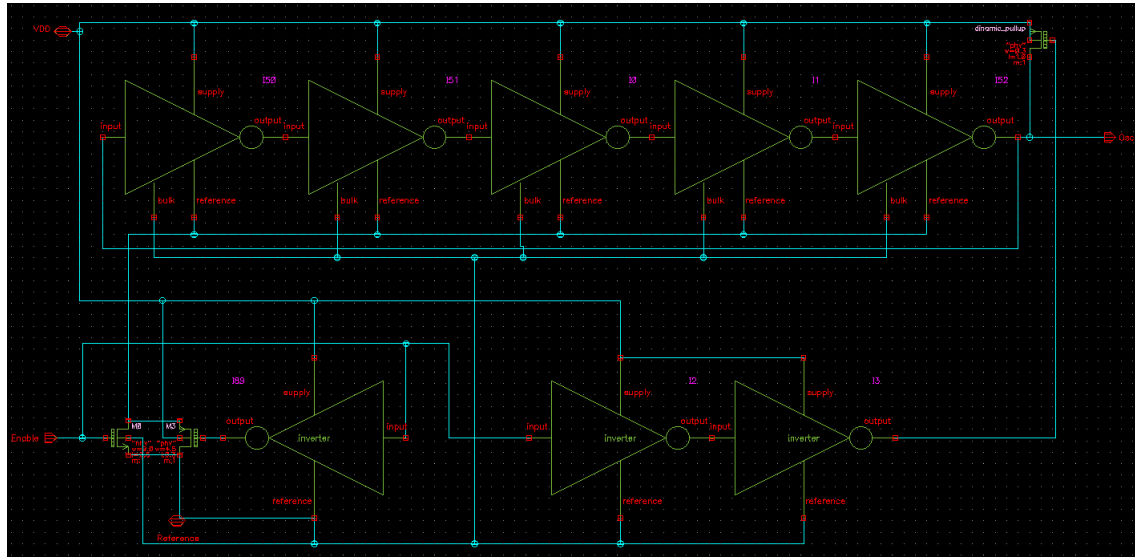 VDD
dinamic_pullup
I50
I51
I0
I1
I52
supply
supply
supply
supply
supply
input
output
input
output
input
output
input
output
input
output
Osc
bulk
reference
bulk
reference
bulk
reference
bulk
reference
bulk
reference
I89
I2
I3
supply
supply
supply
M0
M3
Enable
output
inverter
input
input
inverter
output
input
inverter
output
reference
reference
reference
Reference